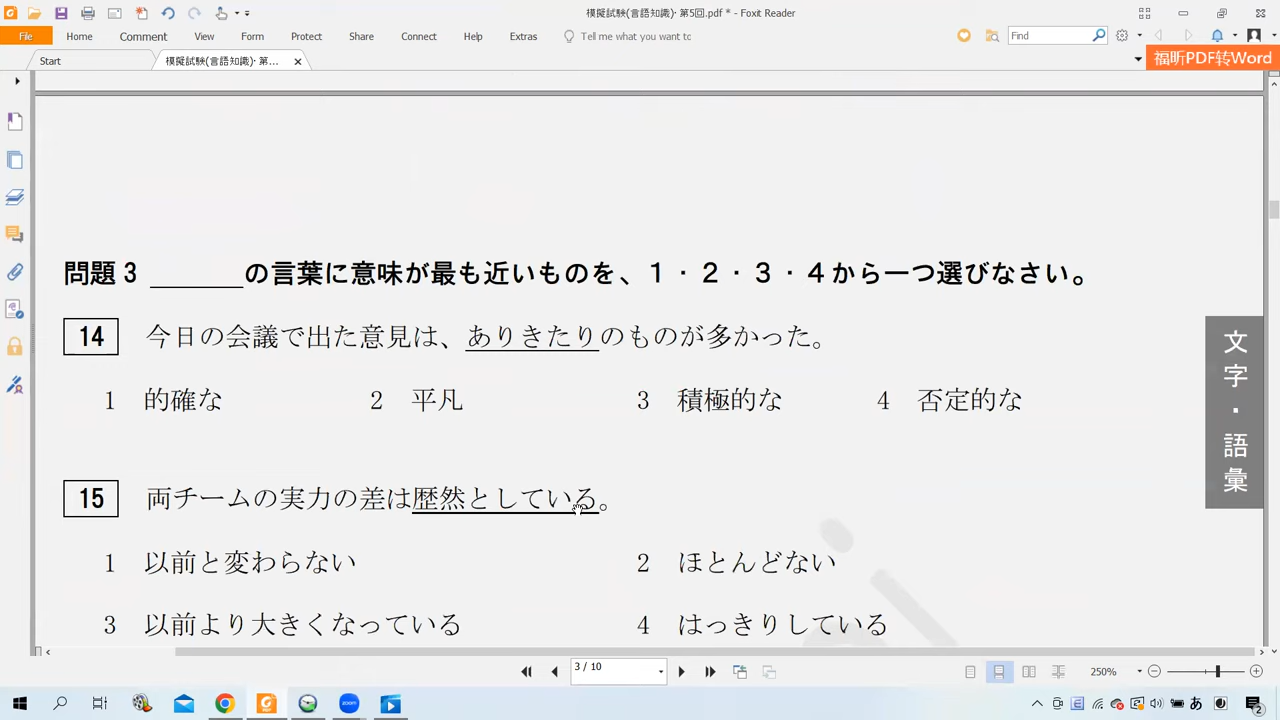 模擬試験(言語知識)· 第5回.pdf * - Foxit Reader
File Home Comment View Form Protect Share Connect Help Extras Tell me what you want to Find
Start 模擬試験(言語知識)· 第... 福昕PDF转Word
問題3 の言葉に意味が最も近いものを、1・2・3・4から一つ選びなさい。
14 今日の会議で出た意見は、ありきたりのものが多かった。
1 的確な 2 平凡 3 積極的な 4 否定的な
15 両チームの実力の差は歴然としている。
1 以前と変わらない 2 ほとんどない
3 以前より大きくなっている 4 はっきりしている
文字・語彙
3 / 10 250%
zoom あ 2